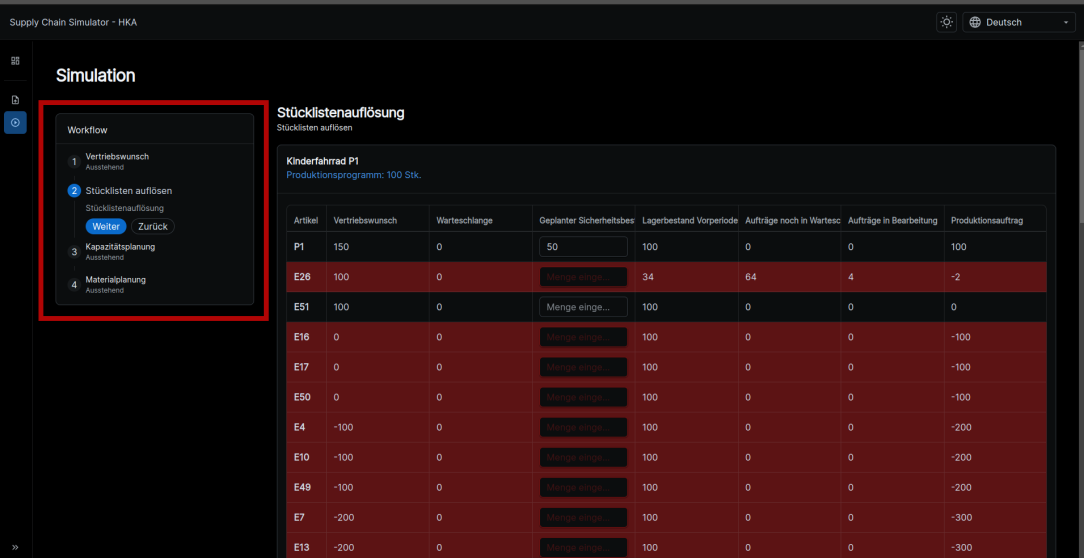 Supply Chain Simulator - HKA
Deutsch
Simulation
Workflow
1 Vertriebswunsch
Ausstehend
2 Stücklisten auflösen
Stücklistenauflösung
Weiter Zurück
3 Kapazitätsplanung
Ausstehend
4 Materialplanung
Ausstehend
Stücklistenauflösung
Stücklisten auflösen
Kinderfahrrad P1
Produktionsprogramm: 100 Stk.
Artikel Vertriebswunsch Warteschlange Geplanter Sicherheitsbes Lagerbestand Vorperiode Aufträge noch in Wartesc Aufträge in Bearbeitung Produktionsauftrag
P1 150 0 50 100 0 0 100
E26 100 0 Menge einge... 34 64 4 -2
E51 100 0 Menge einge... 100 0 0 0
E16 0 0 Menge einge... 100 0 0 -100
E17 0 0 Menge einge... 100 0 0 -100
E50 0 0 Menge einge... 100 0 0 -100
E4 -100 0 Menge einge... 100 0 0 -200
E10 -100 0 Menge einge... 100 0 0 -200
E49 -100 0 Menge einge... 100 0 0 -200
E7 -200 0 Menge einge... 100 0 0 -300
E13 -200 0 Menge einge... 100 0 0 -300